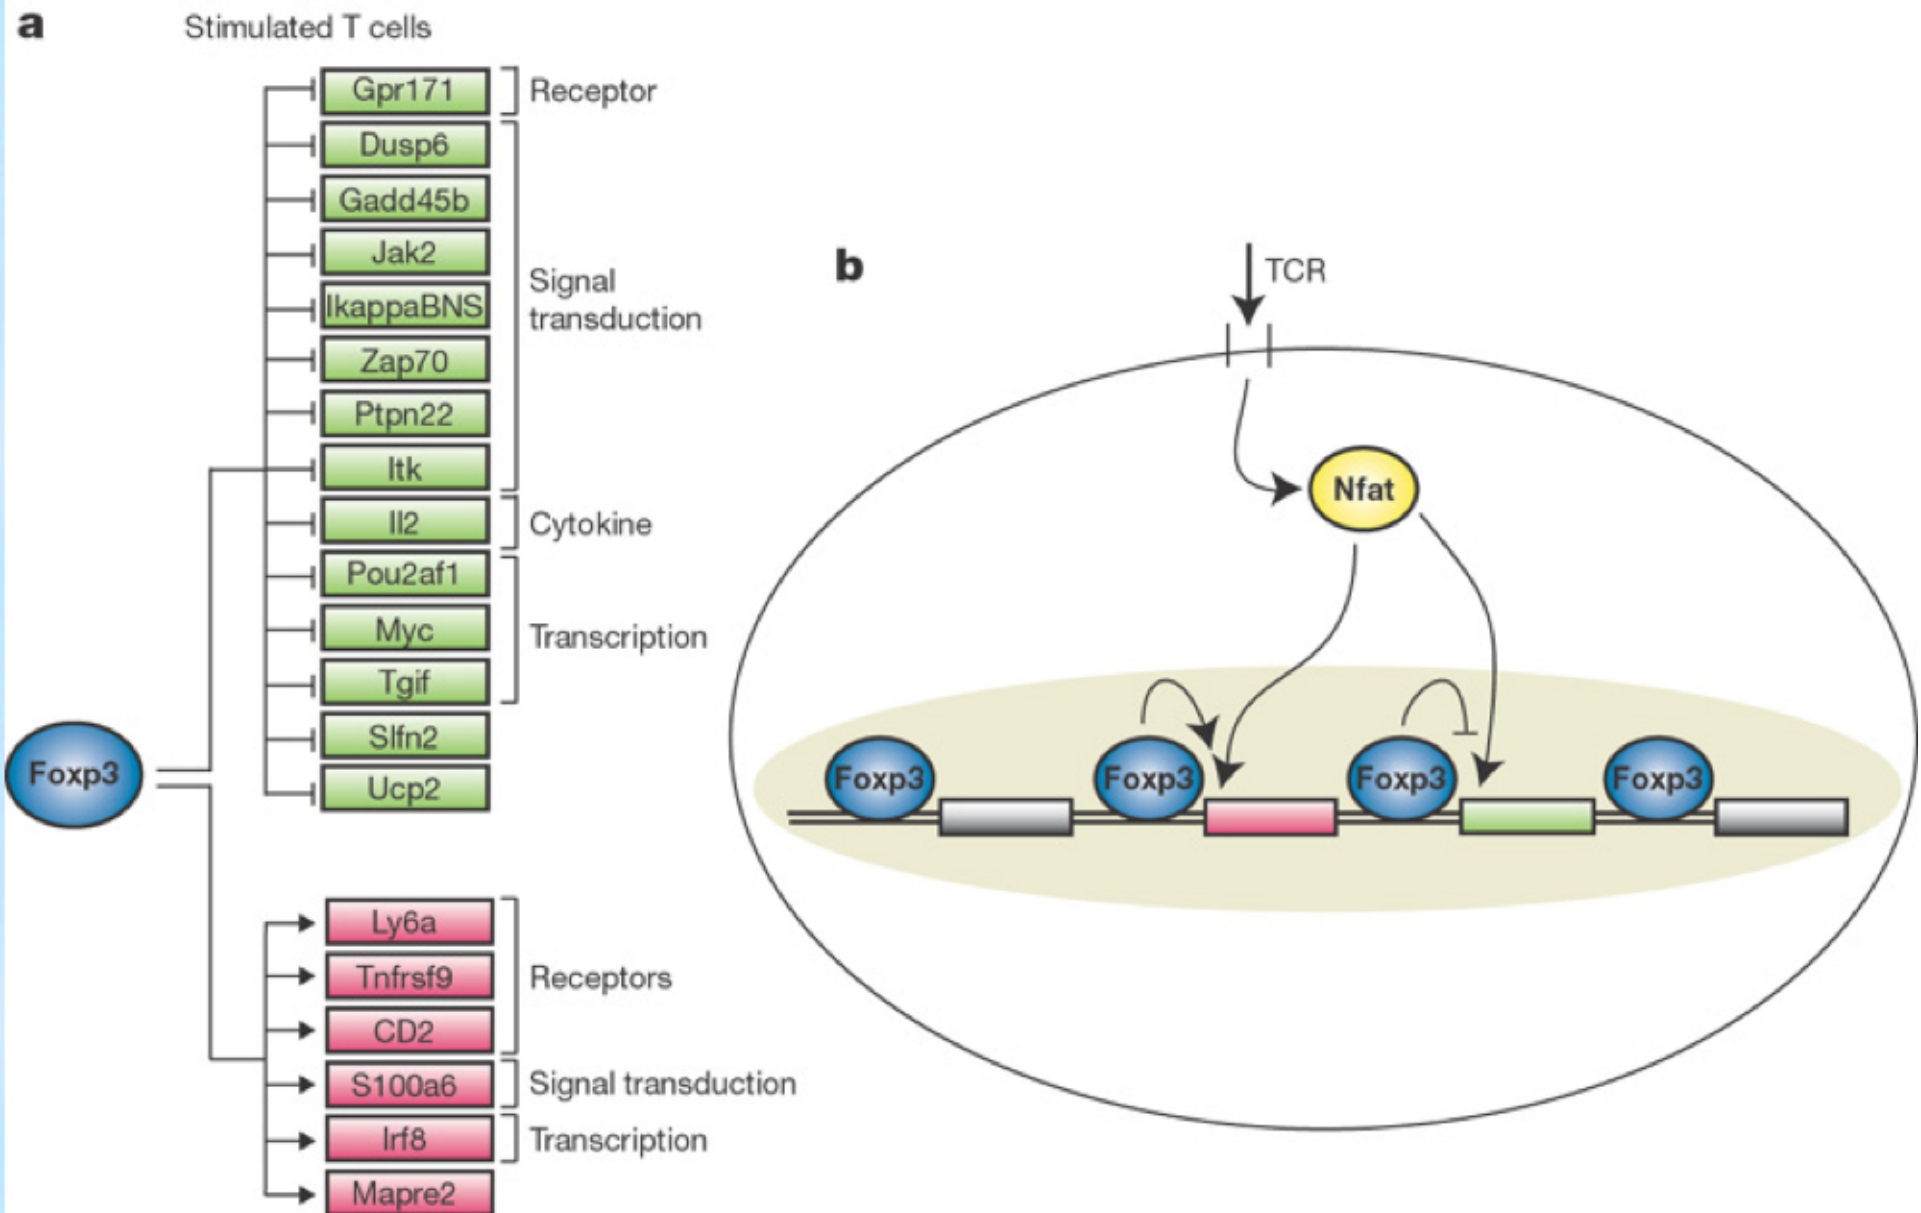 a
Stimulated T cells
Gpr171
Receptor
Dusp6
Gadd45b
Jak2
IkappaBNS
Zap70
Ptpn22
Itk
Signal
transduction
Il2
Cytokine
Pou2af1
Myc
Tgif
Transcription
Slfn2
Ucp2
Foxp3
Ly6a
Tnfrsf9
CD2
Receptors
S100a6
Signal transduction
Irf8
Transcription
Mapre2
b
TCR
Nfat
Foxp3
Foxp3
Foxp3
Foxp3